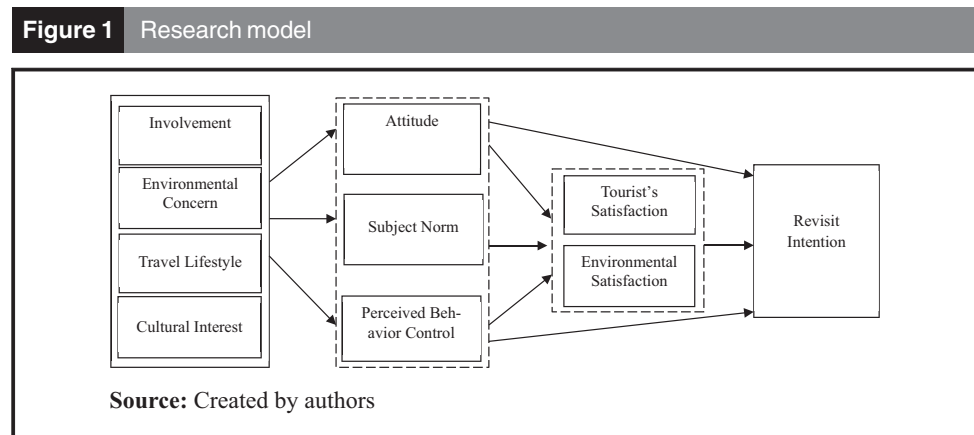 Figure 1 Research model
Involvement
Environmental
Concern
Travel Lifestyle
Cultural Interest
Attitude
Subject Norm
Perceived Beh-
avior Control
Tourist's
Satisfaction
Environmental
Satisfaction
Revisit
Intention
Source: Created by authors